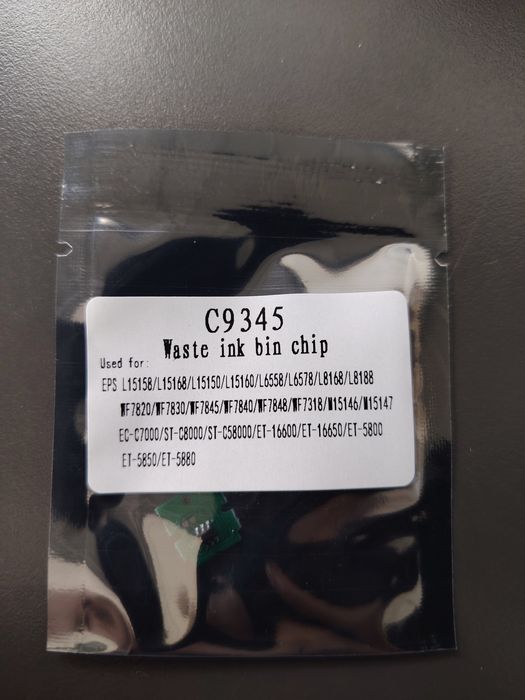 C9345
Waste ink bin chip
Used for:
EPS L15158/L15168/L15150/L15160/L6558/L6578/L8168/L8188
WF7820/WF7830/WF7845/WF7840/WF7848/WF7318/M15146/M15147
EC-C7000/ST-C8000/ST-C58000/ET-16600/ET-16650/ET-5800
ET-5850/ET-5880